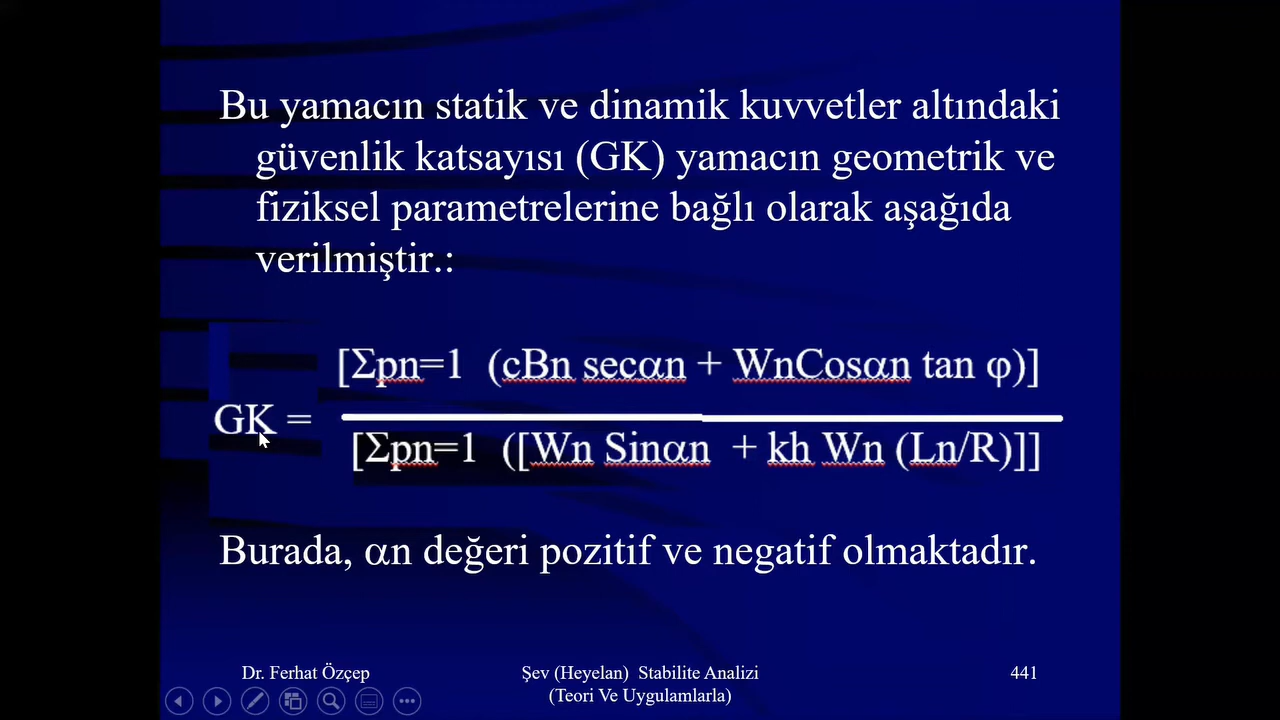 Bu yamacın statik ve dinamik kuvvetler altındaki
güvenlik katsayısı (GK) yamacın geometrik ve
fiziksel parametrelerine bağlı olarak aşağıda
verilmiştir.:
[Σpn=1 (cBn secαn + WnCosαn tan φ)]
GK =
[Σpn=1 ([Wn Sinαn + kh Wn (Ln/R)]]
Burada, αn değeri pozitif ve negatif olmaktadır.
Dr. Ferhat Özçep
Şev (Heyelan) Stabilite Analizi
(Teori Ve Uygulamlarla)
441